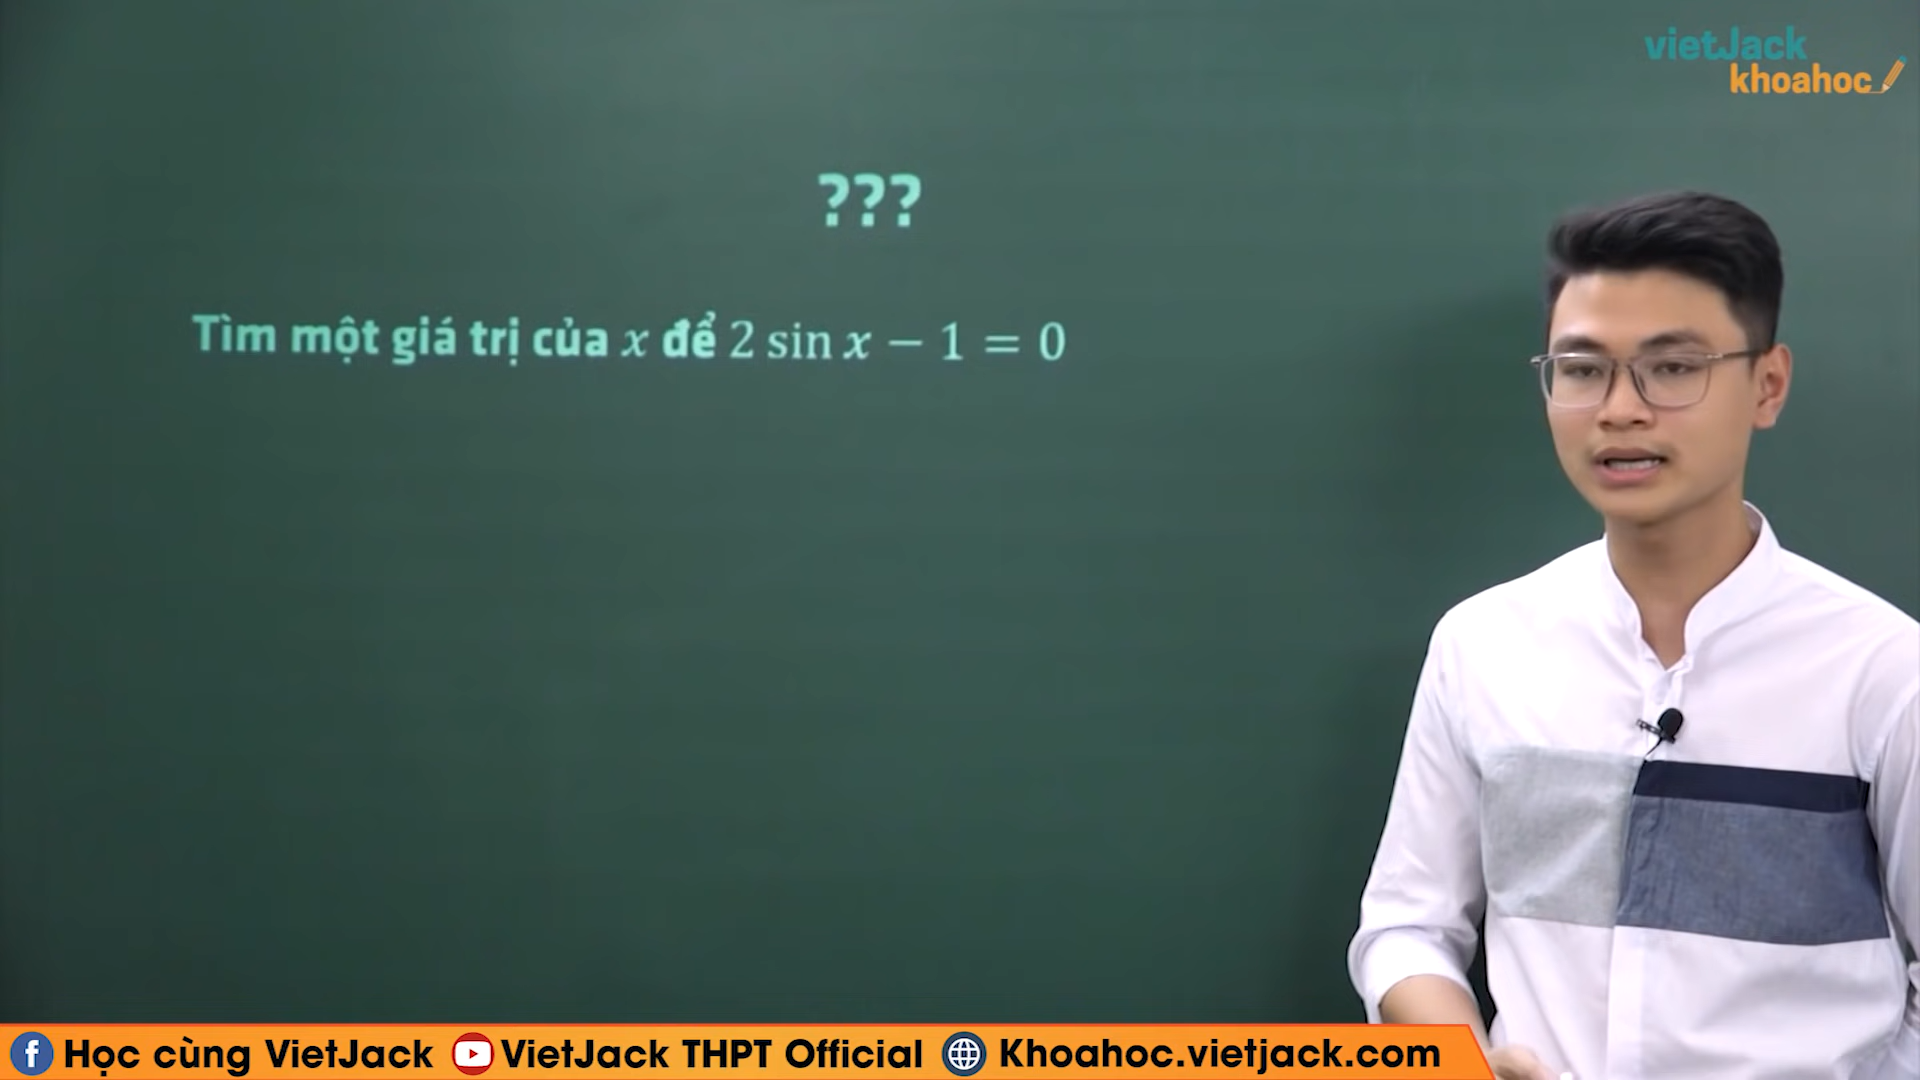 vietJack
khoahoc
???
Tìm một giá trị của x để 2 sin x − 1 = 0
Học cùng VietJack VietJack THPT Official Khoahoc.vietjack.com